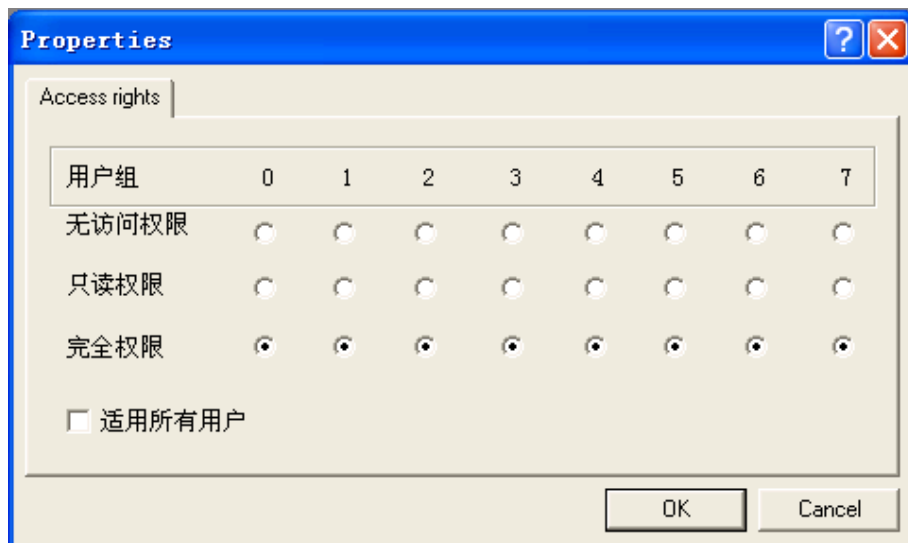 Properties
Access rights
用户组 0 1 2 3 4 5 6 7
无访问权限
只读权限
完全权限
适用所有用户
OK Cancel